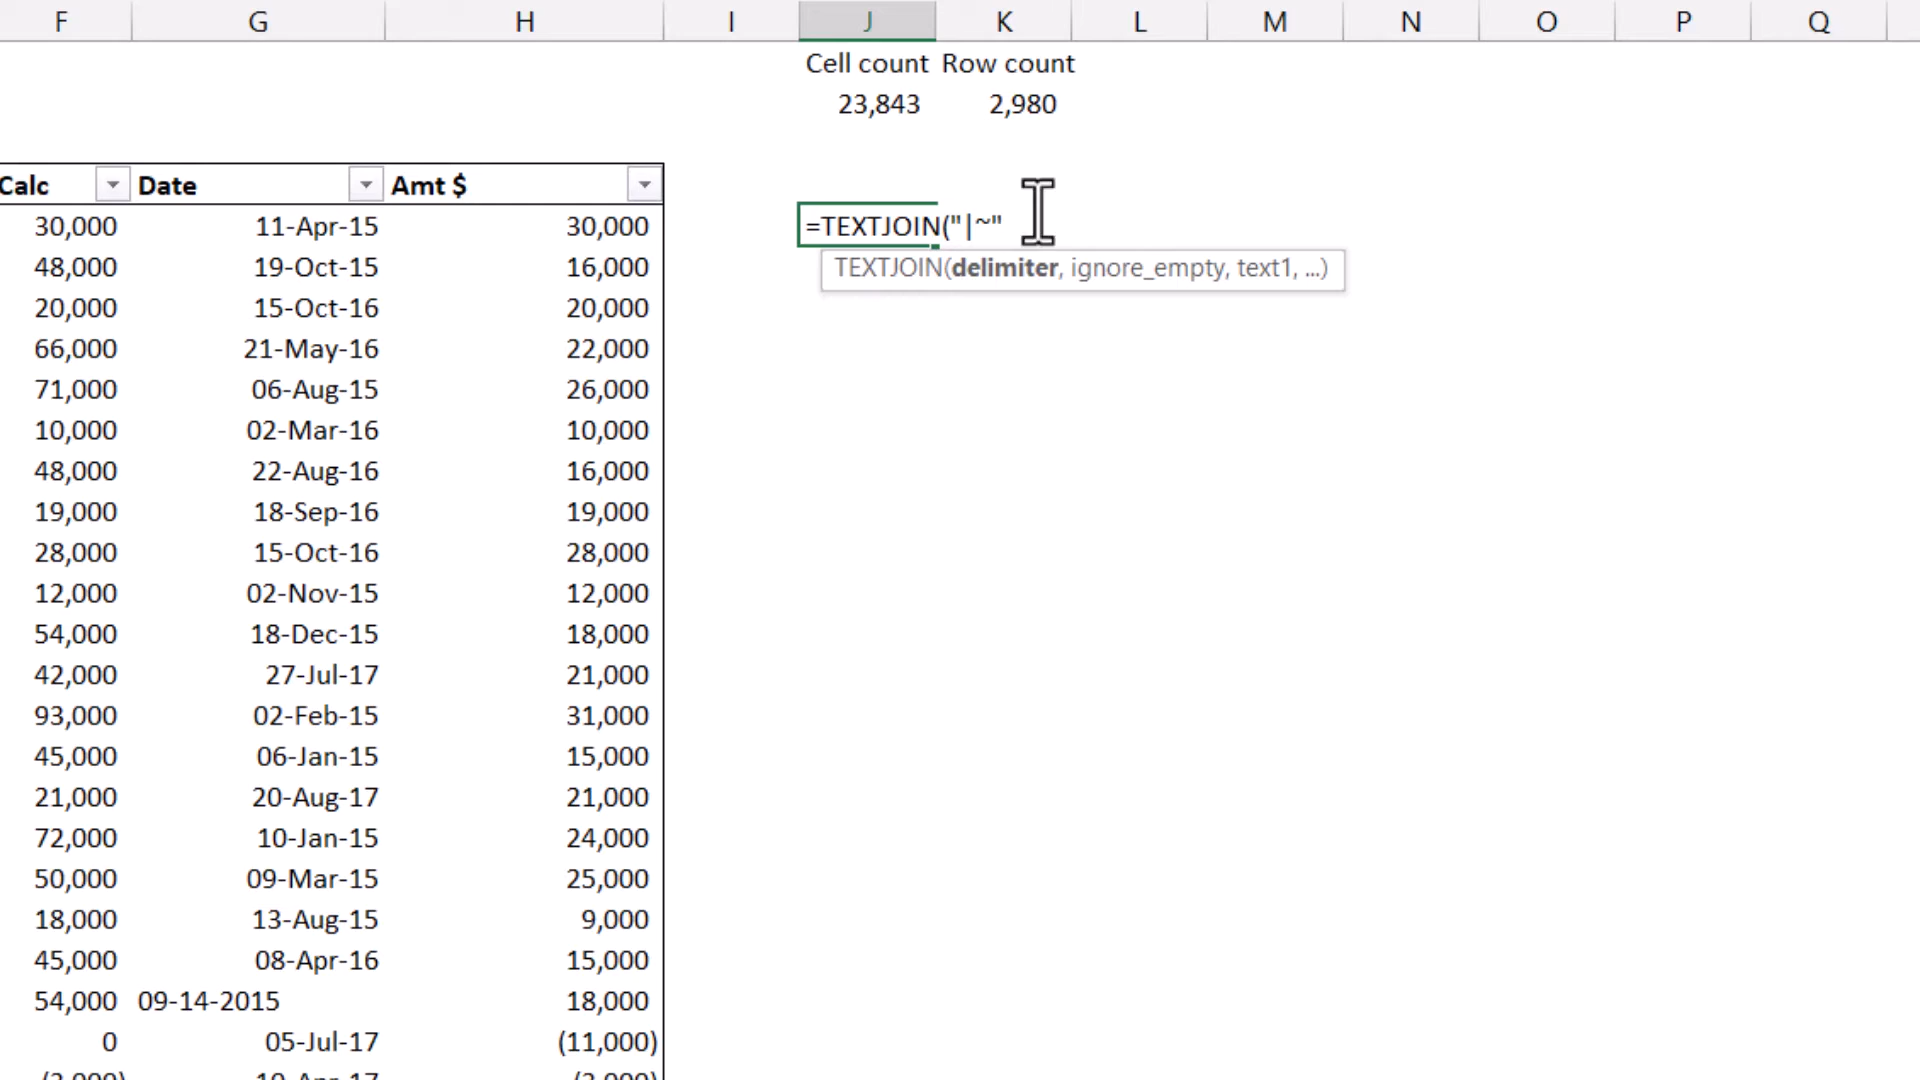 F G H I J K L M N O P Q
Cell count Row count
23,843 2,980
Calc Date Amt $
30,000 11-Apr-15 30,000 =TEXTJOIN("|~"
48,000 19-Oct-15 16,000 TEXTJOIN(delimiter, ignore_empty, text1, ...)
20,000 15-Oct-16 20,000
66,000 21-May-16 22,000
71,000 06-Aug-15 26,000
10,000 02-Mar-16 10,000
48,000 22-Aug-16 16,000
19,000 18-Sep-16 19,000
28,000 15-Oct-16 28,000
12,000 02-Nov-15 12,000
54,000 18-Dec-15 18,000
42,000 27-Jul-17 21,000
93,000 02-Feb-15 31,000
45,000 06-Jan-15 15,000
21,000 20-Aug-17 21,000
72,000 10-Jan-15 24,000
50,000 09-Mar-15 25,000
18,000 13-Aug-15 9,000
45,000 08-Apr-16 15,000
54,000 09-14-2015 18,000
0 05-Jul-17 (11,000)